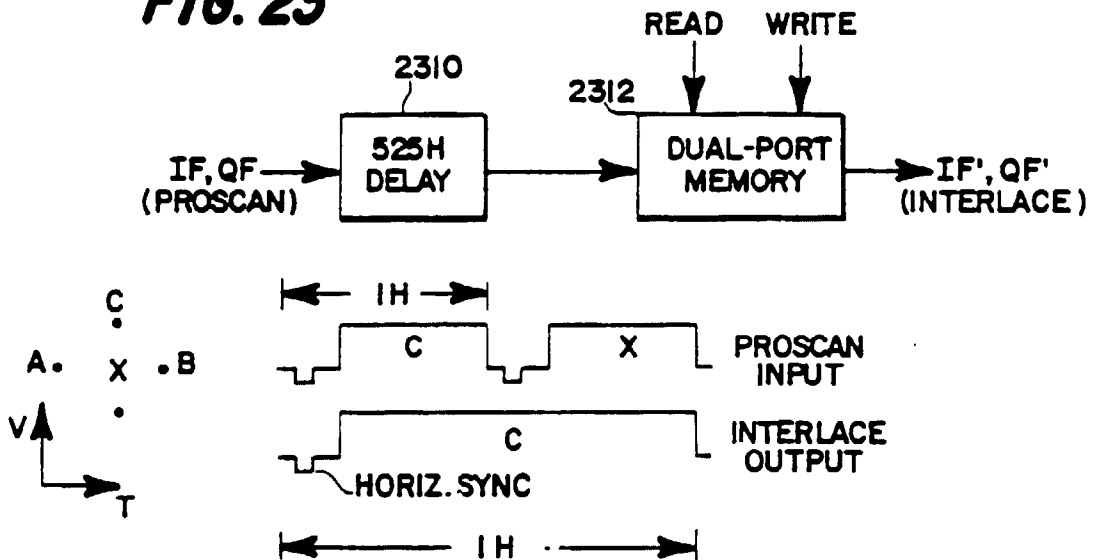 FIG. 23
READ WRITE
2310
2312
IF, QF
(PROSCAN)
525H
DELAY
DUAL-PORT
MEMORY
IF', QF'
(INTERLACE)
1H
C
A X B
V
T
C X
PROSCAN
INPUT
C
INTERLACE
OUTPUT
HORIZ. SYNC
1H